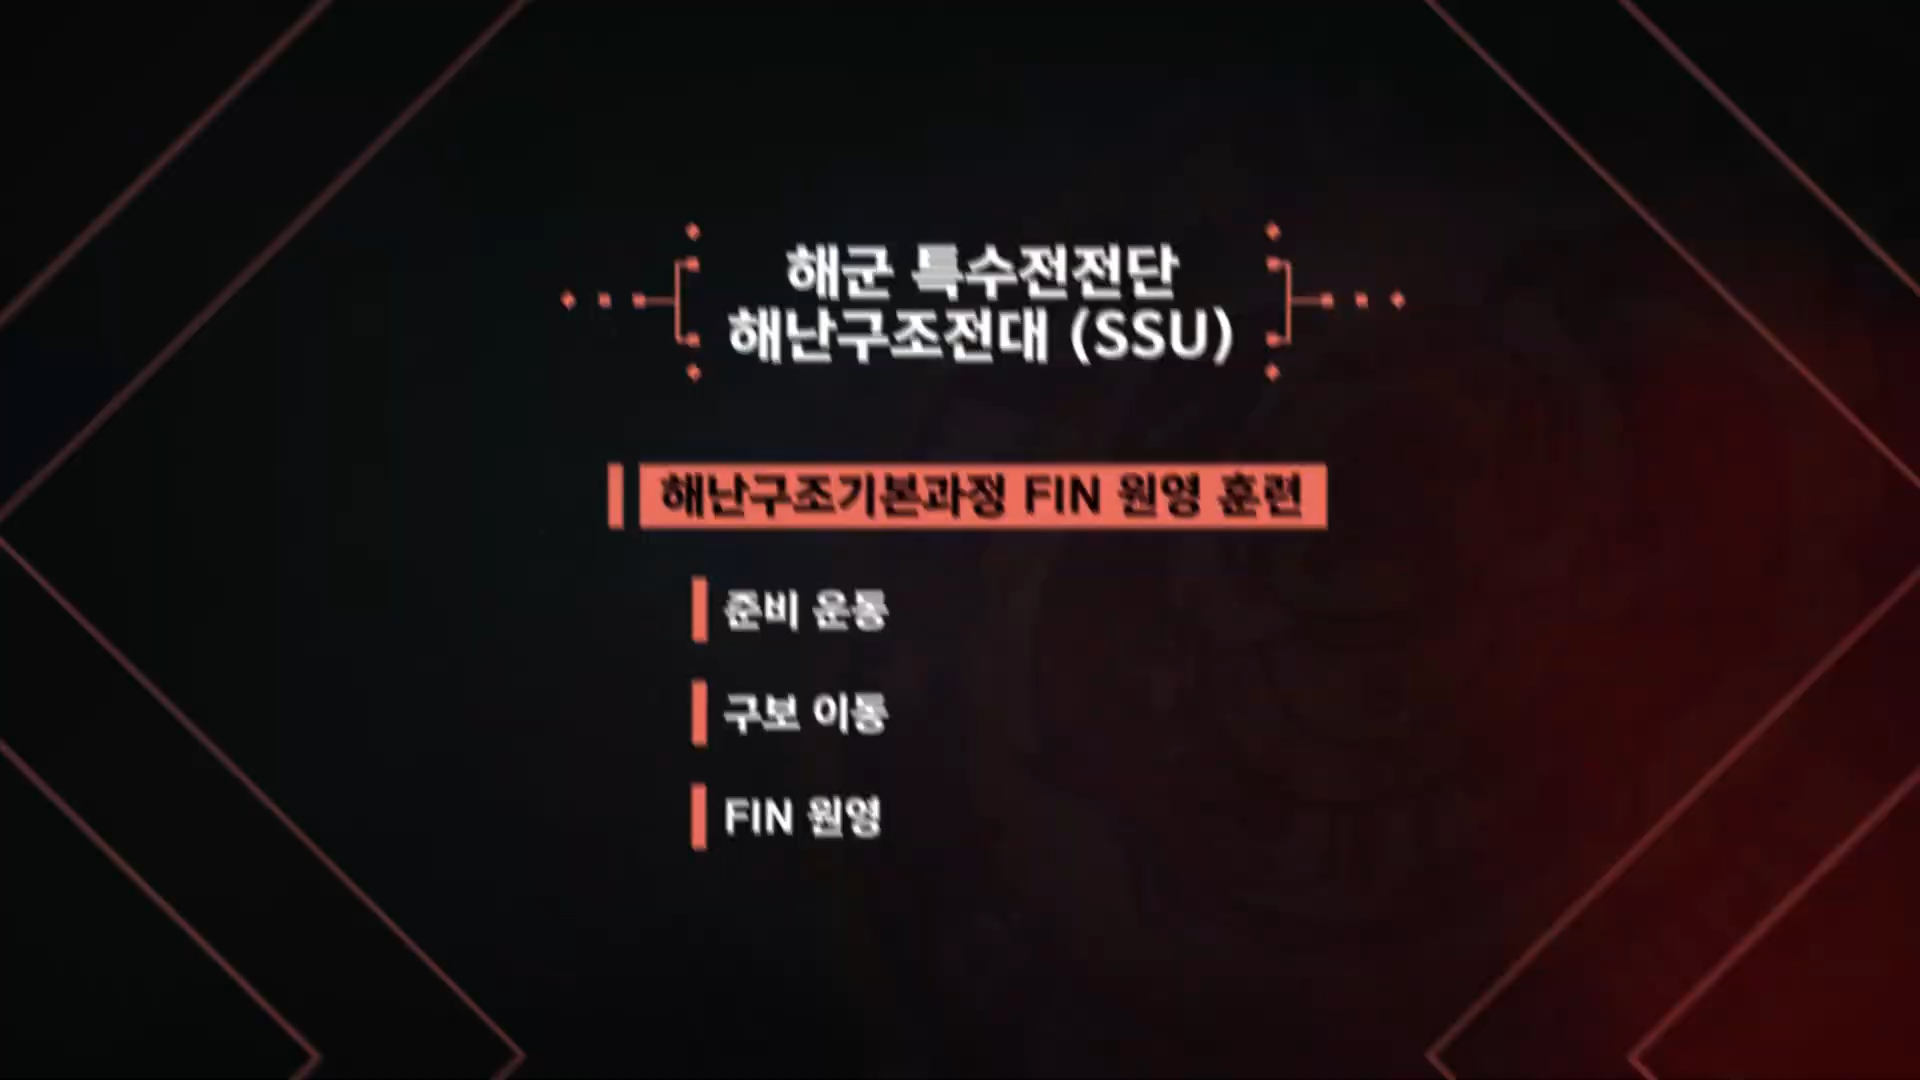 해군 특수전전단
해난구조전대 (SSU)
해난구조기본과정 FIN 원영 훈련
준비 운동
구보 이동
FIN 원영